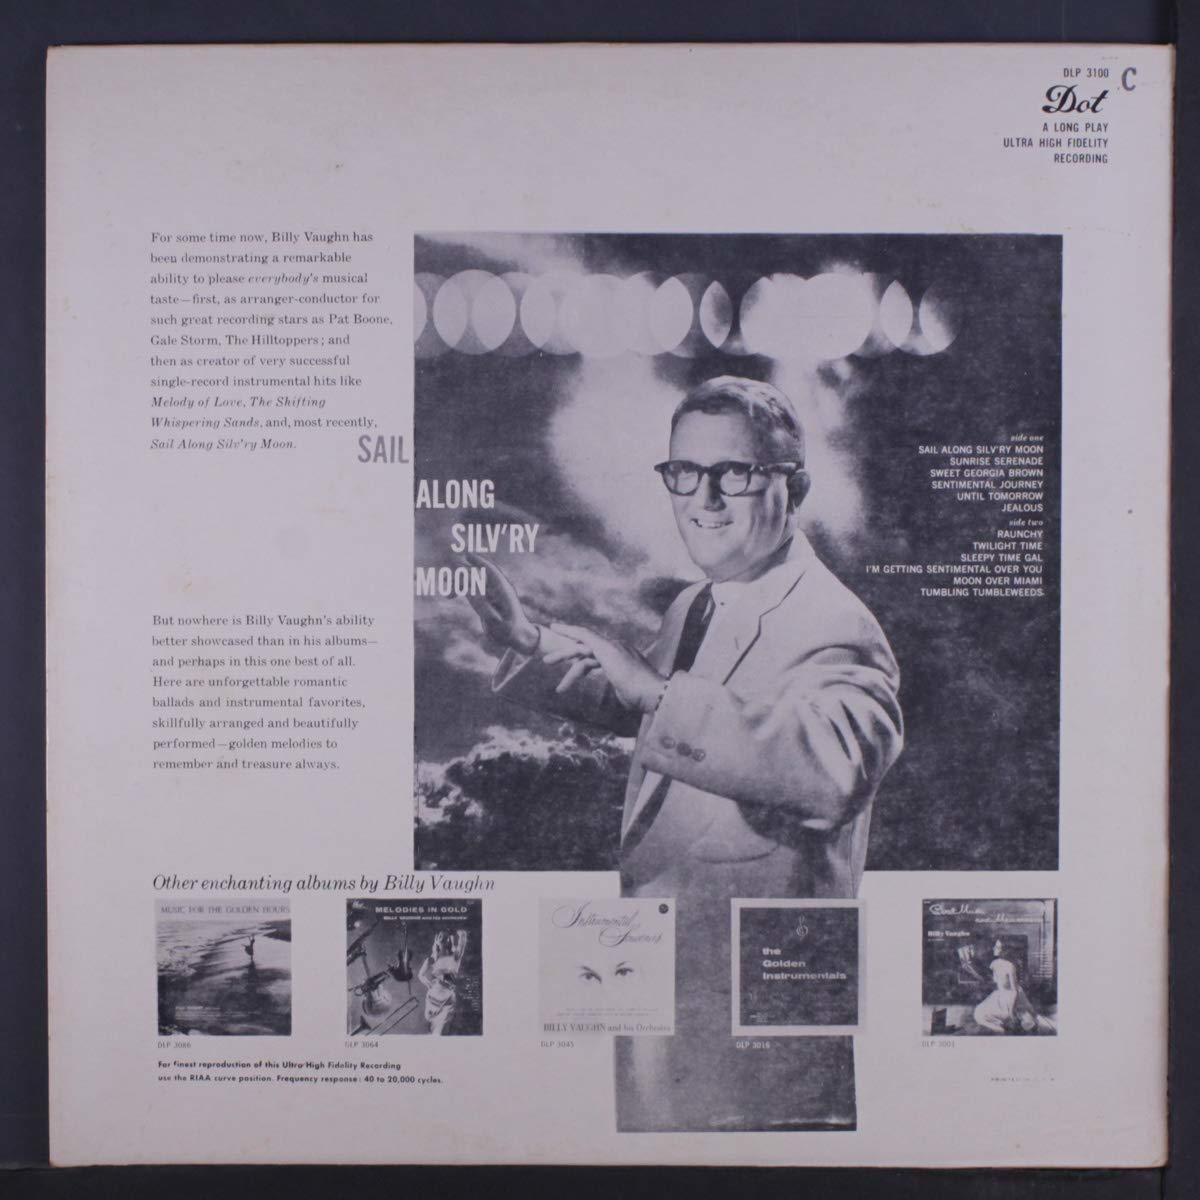 DLP 3100 C
Dot
A LONG PLAY
ULTRA HIGH FIDELITY
RECORDING
For some time now, Billy Vaughn has
been demonstrating a remarkable
ability to please everybody's musical
taste—first, as arranger-conductor for
such great recording stars as Pat Boone,
Gale Storm, The Hilltoppers; and
then as creator of very successful
single-record instrumental hits like
Melody of Love, The Shifting
Whispering Sands, and, most recently,
Sail Along Silv'ry Moon.
SAIL
ALONG
SILV'RY
MOON
side one
SAIL ALONG SILV'RY MOON
SUNRISE SERENADE
SWEET GEORGIA BROWN
SENTIMENTAL JOURNEY
UNTIL TOMORROW
JEALOUS
side two
RAUNCHY
TWILIGHT TIME
SLEEPY TIME GAL
I'M GETTING SENTIMENTAL OVER YOU
MOON OVER MIAMI
TUMBLING TUMBLEWEEDS
But nowhere is Billy Vaughn's ability
better showcased than in his albums—
and perhaps in this one best of all.
Here are unforgettable romantic
ballads and instrumental favorites,
skillfully arranged and beautifully
performed—golden melodies to
remember and treasure always.
Other enchanting albums by Billy Vaughn
MUSIC FOR THE GOLDEN HOURS
DLP 3086
MELODIES IN GOLD
BILLY VAUGHN and his orchestra
DLP 3064
Instrumental
Souvenirs
BILLY VAUGHN and his Orchestra
DLP 3045
the
Golden
Instrumentals
DLP 3016
Billy Vaughn
DLP 3001
For finest reproduction of this Ultra-High Fidelity Recording
use the RIAA curve position. Frequency response: 40 to 20,000 cycles.